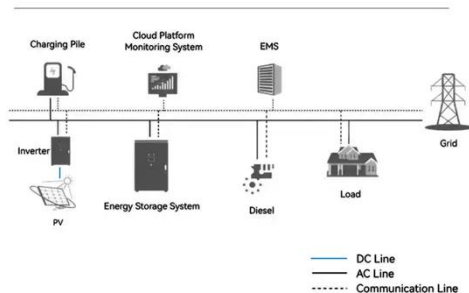 Charging Pile
Cloud Platform
Monitoring System
EMS
Grid
Inverter
PV
Energy Storage System
Diesel
Load
DC Line
AC Line
Communication Line